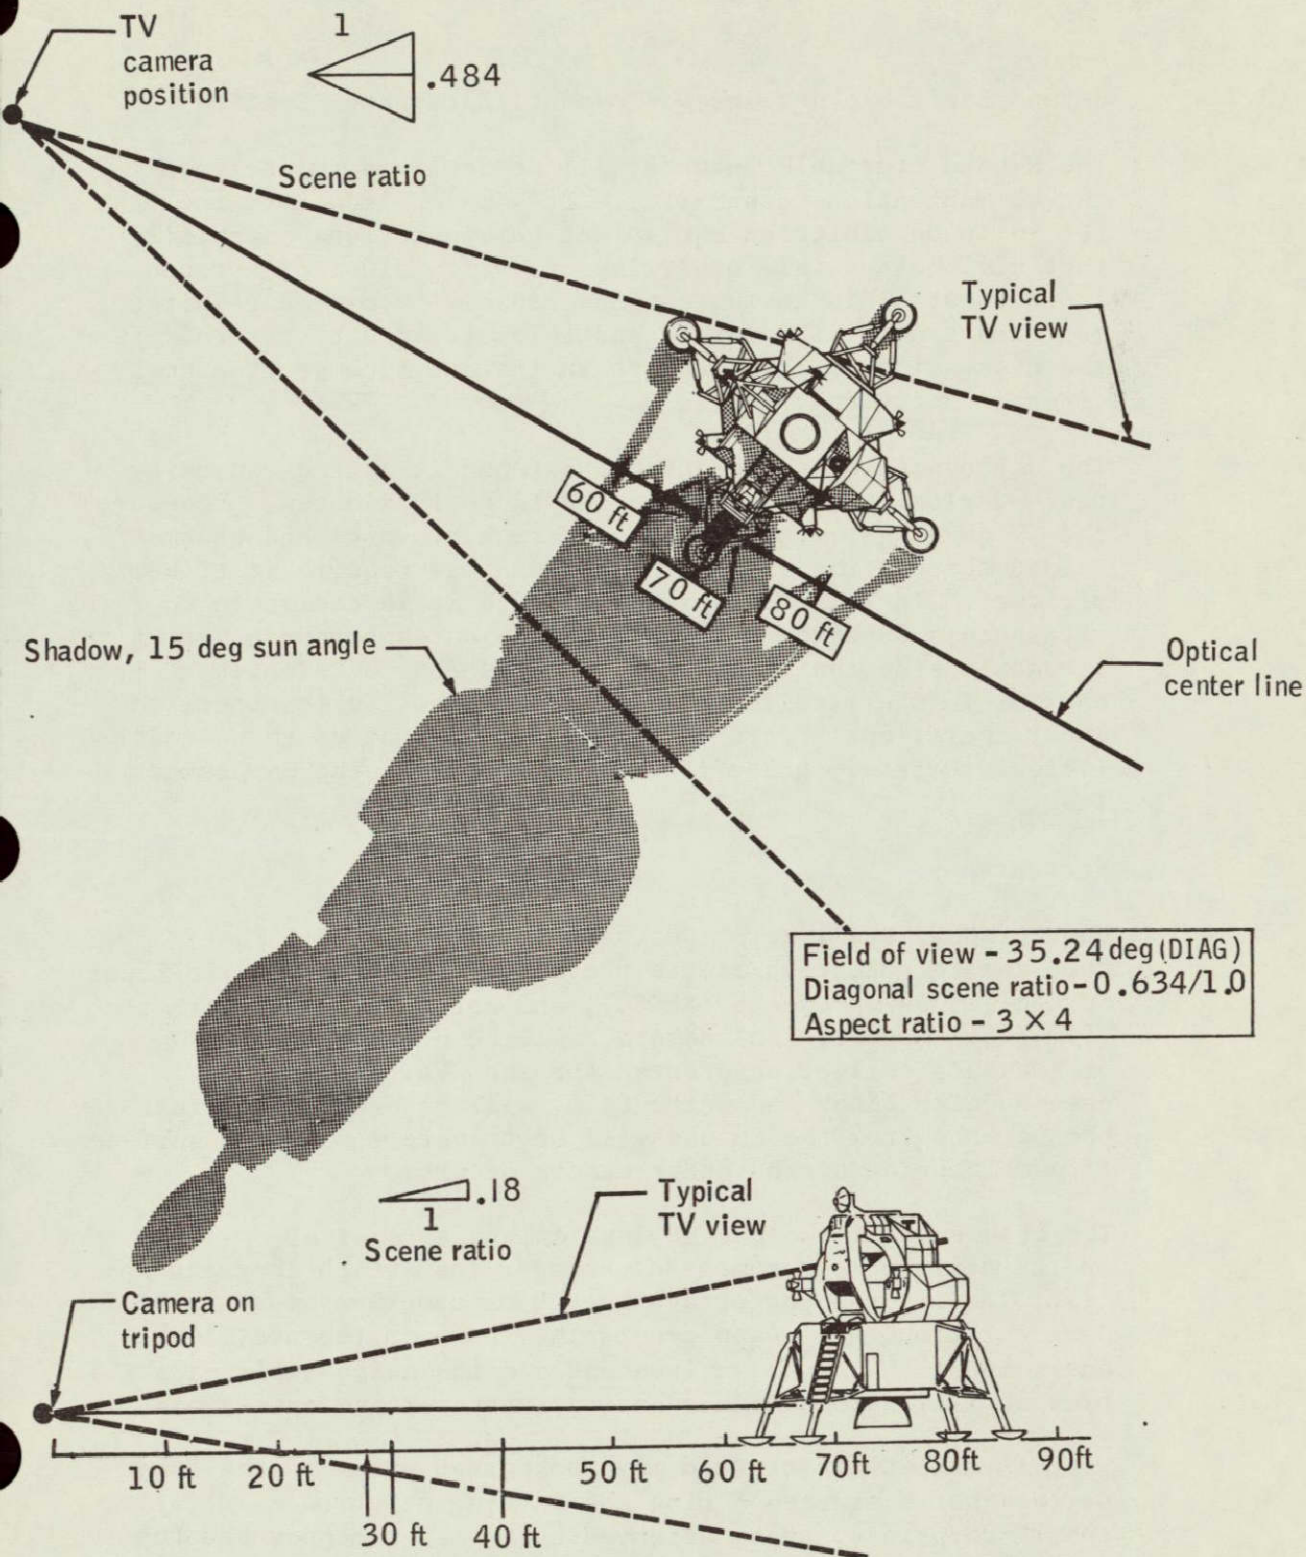 TV
camera
position
1
.484
Scene ratio
Typical
TV view
60 ft
70 ft
80 ft
Shadow, 15 deg sun angle
Optical
center line
Field of view - 35.24 deg (DIAG)
Diagonal scene ratio - 0.634/1.0
Aspect ratio - 3 X 4
.18
1
Scene ratio
Typical
TV view
Camera on
tripod
10 ft
20 ft
30 ft
40 ft
50 ft
60 ft
70ft
80ft
90ft